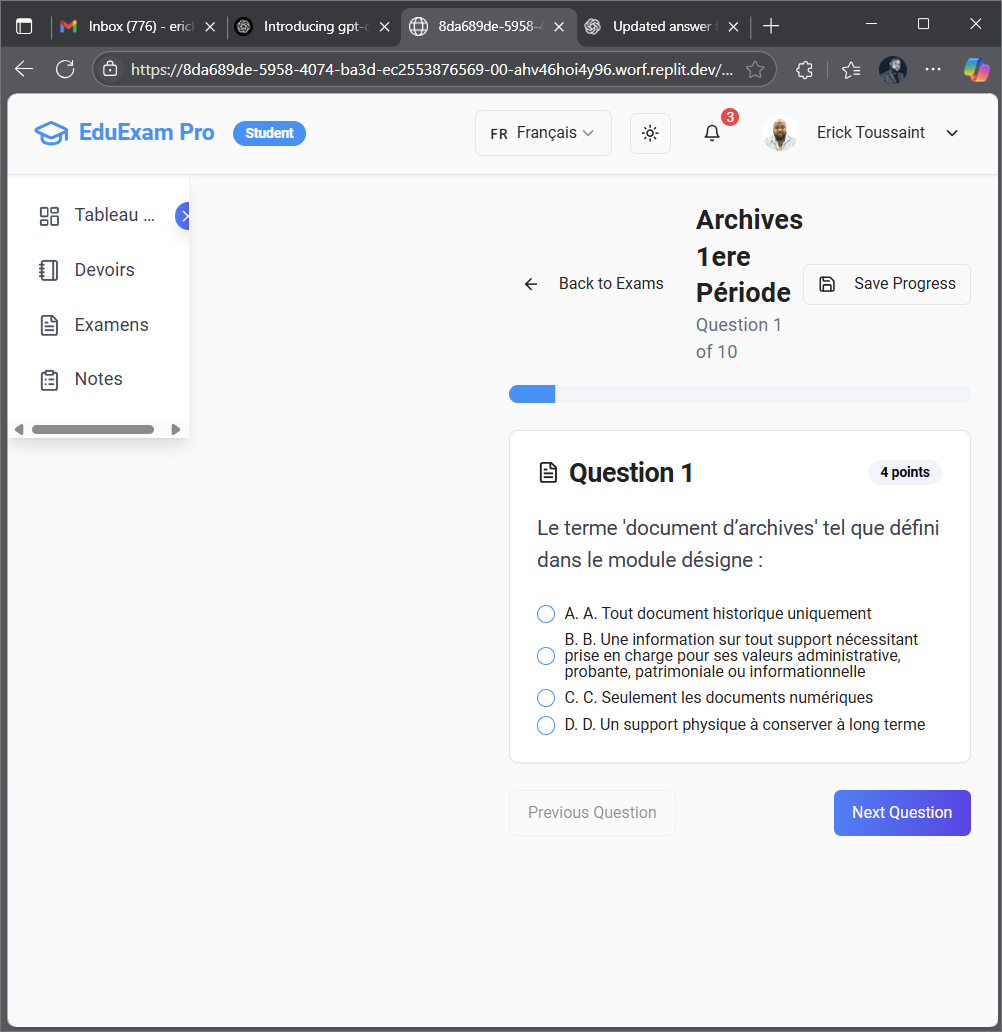 Inbox (776) - eric
Introducing gpt-o
8da689de-5958-4
Updated answer f
https://8da689de-5958-4074-ba3d-ec2553876569-00-ahv46hoi4y96.worf.replit.dev/...
EduExam Pro
Student
FR Français
3
Erick Toussaint
Tableau ...
Devoirs
Examens
Notes
Back to Exams
Archives
1ere
Période
Question 1
of 10
Save Progress
Question 1
4 points
Le terme 'document d’archives' tel que défini
dans le module désigne :
A. A. Tout document historique uniquement
B. B. Une information sur tout support nécessitant
prise en charge pour ses valeurs administrative,
probante, patrimoniale ou informationnelle
C. C. Seulement les documents numériques
D. D. Un support physique à conserver à long terme
Previous Question
Next Question